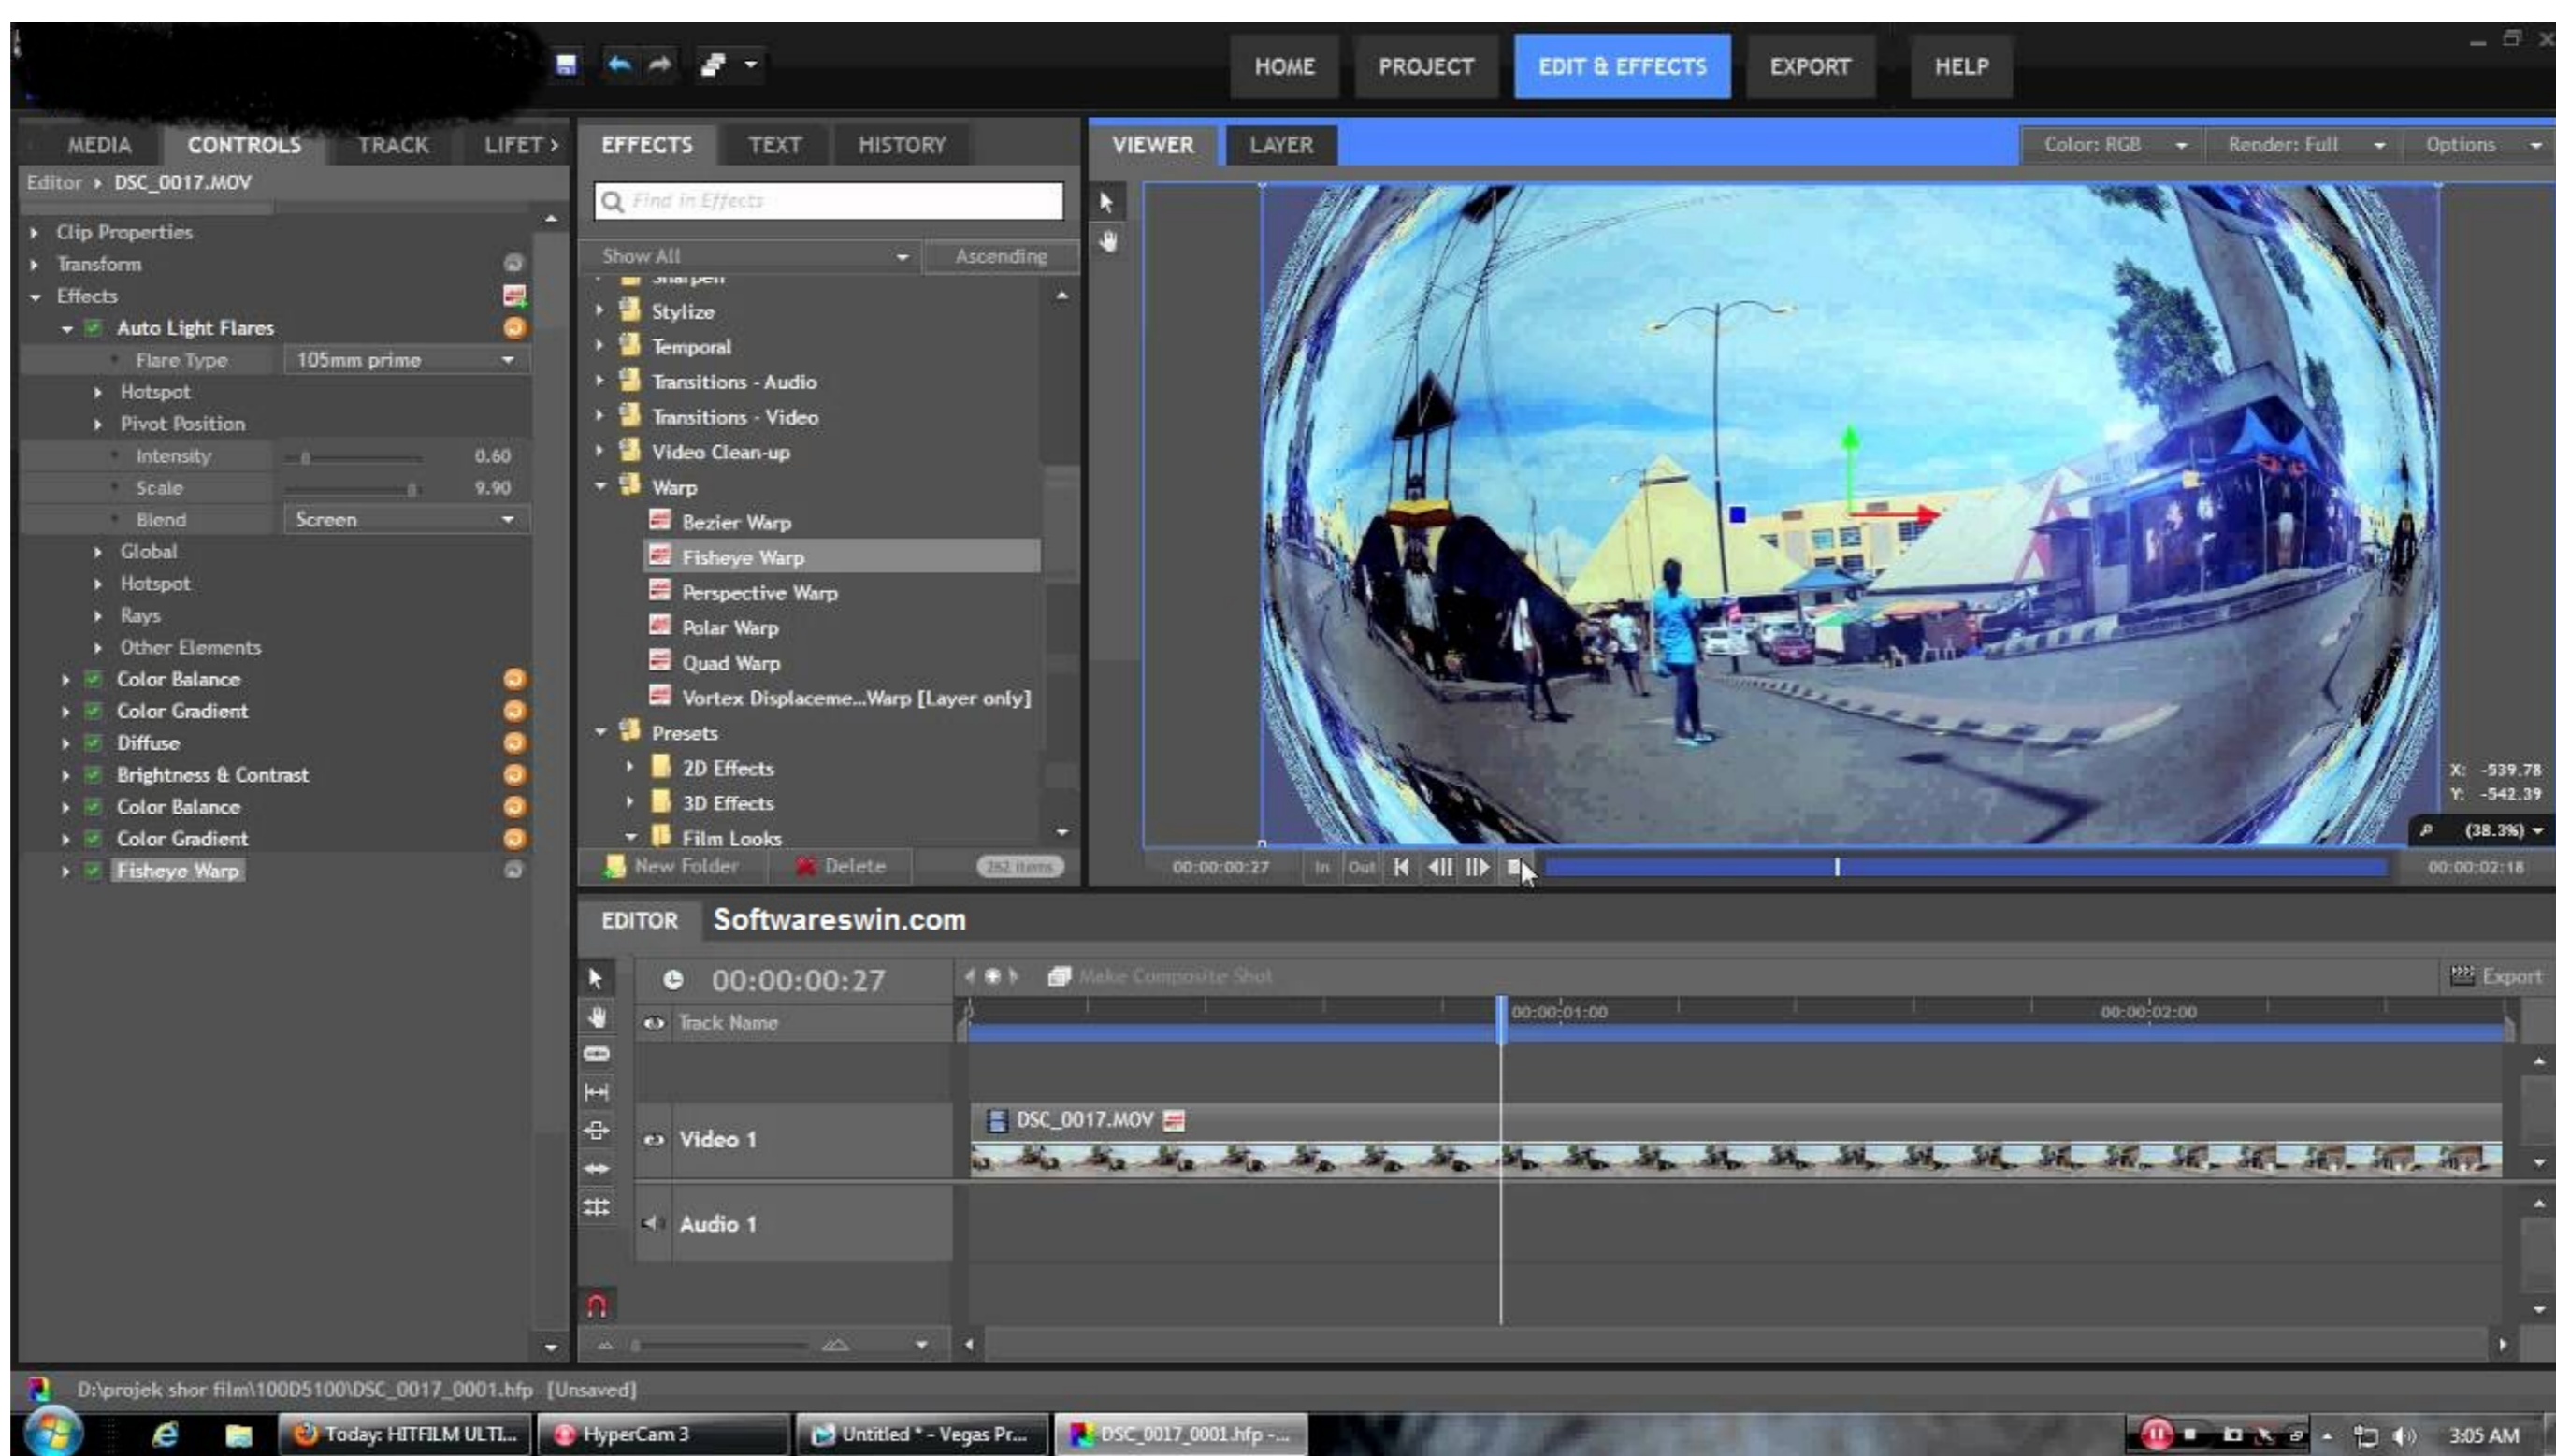 HOME PROJECT EDIT & EFFECTS EXPORT HELP
MEDIA CONTROLS TRACK LIFET >
Editor DSC_0017.MOV
Clip Properties
Transform
Effects
Auto Light Flares
Flare Type 105mm prime
Hotspot
Pivot Position
Intensity 0.60
Scale 9.90
Blend Screen
Global
Hotspot
Rays
Other Elements
Color Balance
Color Gradient
Diffuse
Brightness & Contrast
Color Balance
Color Gradient
Fisheye Warp
EFFECTS TEXT HISTORY
Find in Effects
Show All Ascending
Sharpen
Stylize
Temporal
Transitions - Audio
Transitions - Video
Video Clean-up
Warp
Bezier Warp
Fisheye Warp
Perspective Warp
Polar Warp
Quad Warp
Vortex Displaceme...Warp [Layer only]
Presets
2D Effects
3D Effects
Film Looks
New Folder Delete 262 items
VIEWER LAYER Color: RGB Render: Full Options
X: -539.78
Y: -542.39
(38.3%)
00:00:00:27 In Out 00:00:02:18
EDITOR Softwareswin.com
00:00:00:27 Make Composite Shot Export
Track Name 00:00:01:00 00:00:02:00
DSC_0017.MOV
Video 1
Audio 1
D:\projek shor film\100D5100\DSC_0017_0001.hfp [Unsaved]
Today: HITFILM ULTI... HyperCam 3 Untitled * - Vegas Pr... DSC_0017_0001.hfp -... 3:05 AM